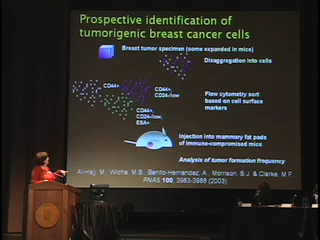 Prospective identification of
tumorigenic breast cancer cells
Breast tumor specimen (some expanded in mice)
Disaggregation into cells
CD44+
CD44+,
CD24-/low
CD44+,
CD24-/low,
ESA+
Flow cytometry sort
based on cell surface
markers
Injection into mammary fat pads
of immune-compromised mice
Analysis of tumor formation frequency
Al-Hajj, M., Wicha, M.S., Benito-Hernandez, A., Morrison, S.J. & Clarke, M.F.
PNAS 100, 3983-3988 (2003)